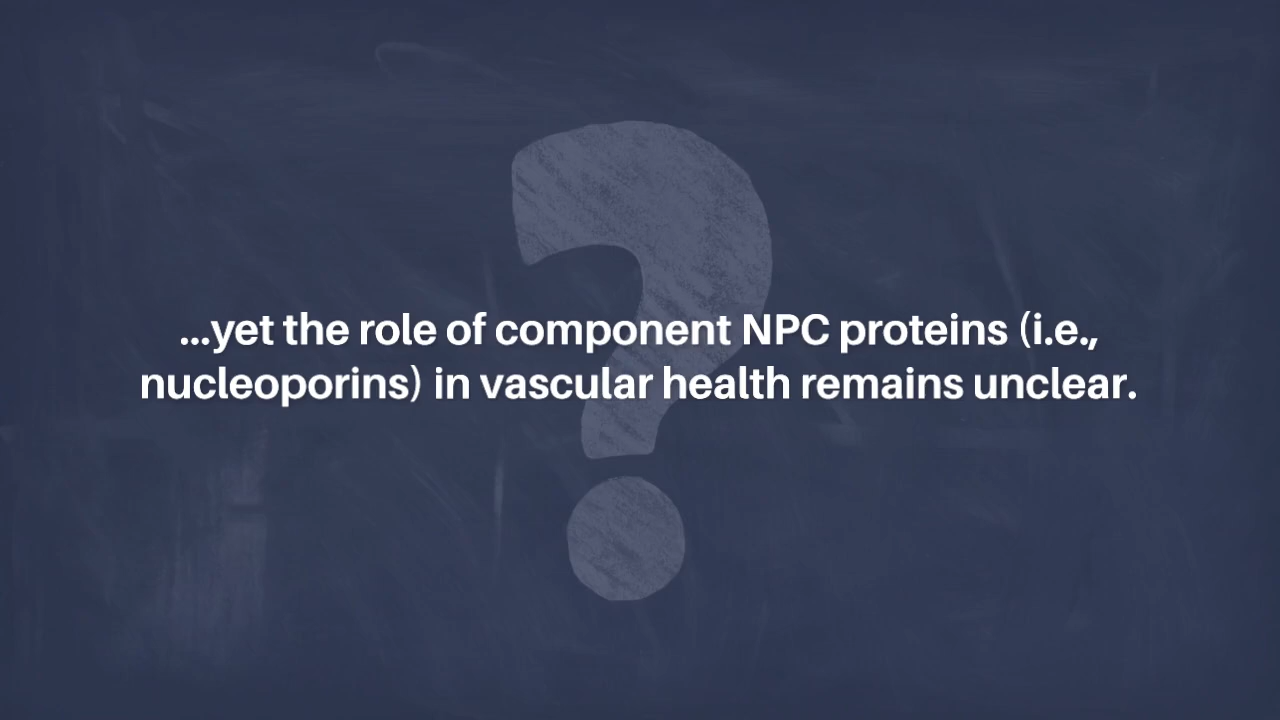 ...yet the role of component NPC proteins (i.e.,
nucleoporins) in vascular health remains unclear.